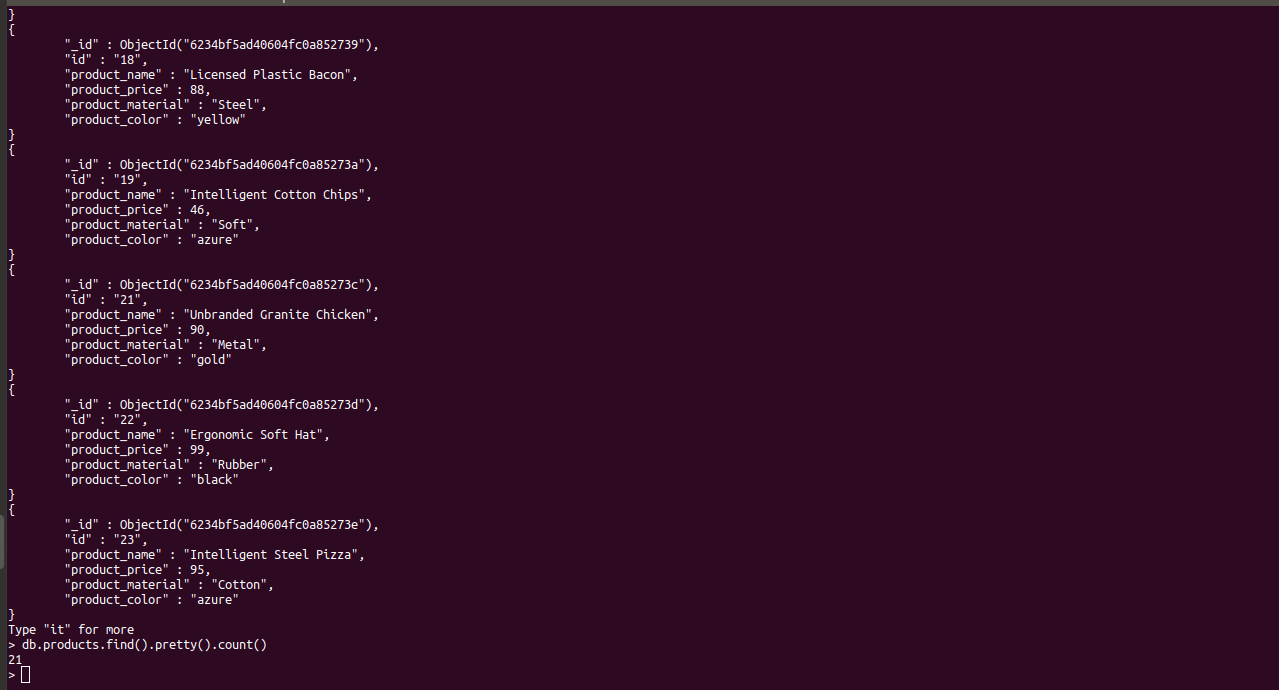 }
{
"_id" : ObjectId("6234bf5ad40604fc0a852739"),
"id" : "18",
"product_name" : "Licensed Plastic Bacon",
"product_price" : 88,
"product_material" : "Steel",
"product_color" : "yellow"
}
{
"_id" : ObjectId("6234bf5ad40604fc0a85273a"),
"id" : "19",
"product_name" : "Intelligent Cotton Chips",
"product_price" : 46,
"product_material" : "Soft",
"product_color" : "azure"
}
{
"_id" : ObjectId("6234bf5ad40604fc0a85273c"),
"id" : "21",
"product_name" : "Unbranded Granite Chicken",
"product_price" : 90,
"product_material" : "Metal",
"product_color" : "gold"
}
{
"_id" : ObjectId("6234bf5ad40604fc0a85273d"),
"id" : "22",
"product_name" : "Ergonomic Soft Hat",
"product_price" : 99,
"product_material" : "Rubber",
"product_color" : "black"
}
{
"_id" : ObjectId("6234bf5ad40604fc0a85273e"),
"id" : "23",
"product_name" : "Intelligent Steel Pizza",
"product_price" : 95,
"product_material" : "Cotton",
"product_color" : "azure"
}
Type "it" for more
> db.products.find().pretty().count()
21
>